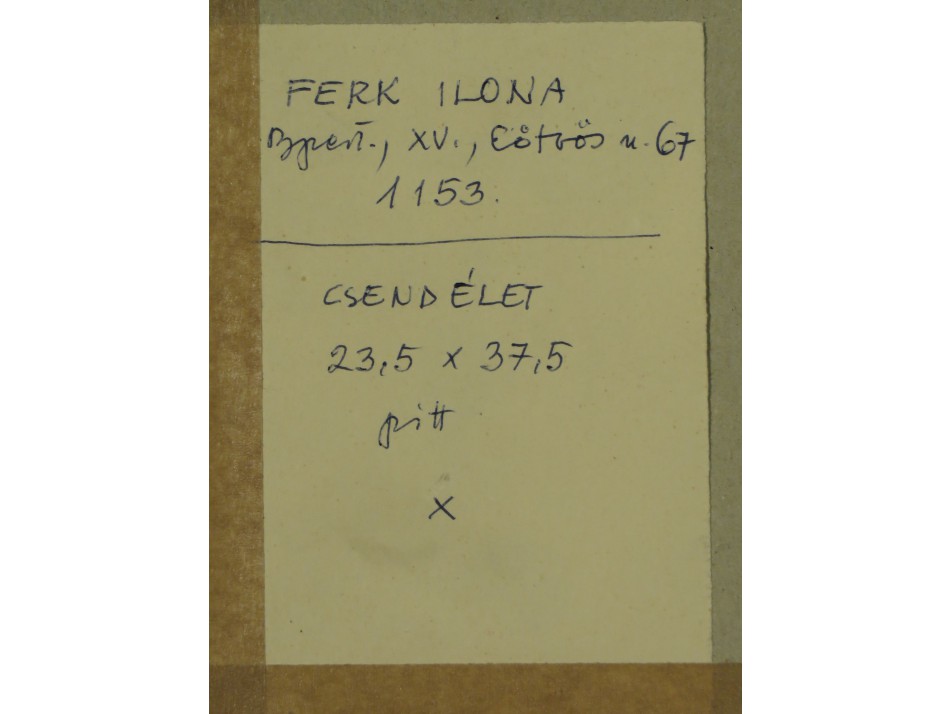 FERK ILONA
Bpest., XV., Eötvös u. 67
1153.
CSENDÉLET
23,5 x 37,5
pitt
X